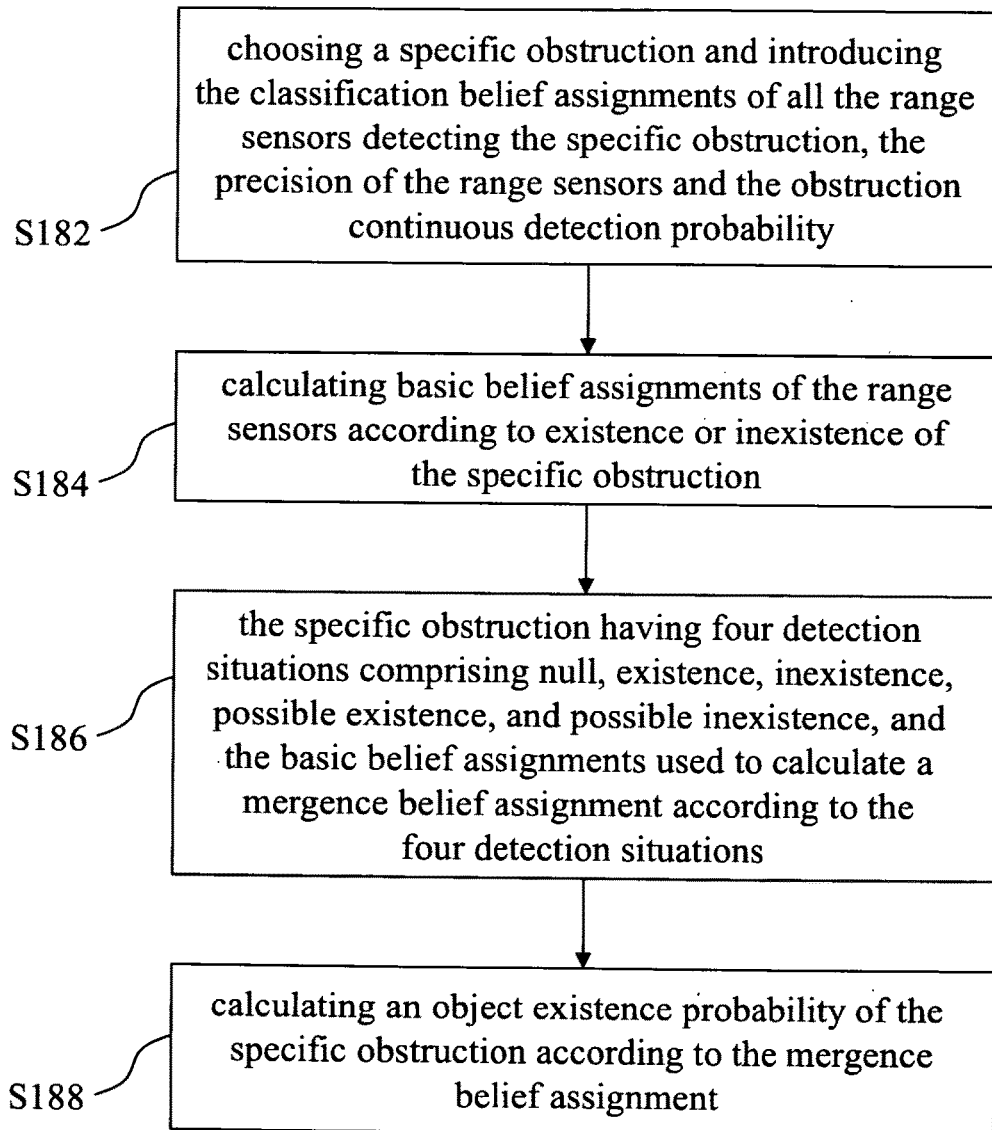 choosing a specific obstruction and introducing
the classification belief assignments of all the range
sensors detecting the specific obstruction, the
precision of the range sensors and the obstruction
continuous detection probability
S182
calculating basic belief assignments of the range
sensors according to existence or inexistence of
the specific obstruction
S184
the specific obstruction having four detection
situations comprising null, existence, inexistence,
possible existence, and possible inexistence, and
the basic belief assignments used to calculate a
mergence belief assignment according to the
four detection situations
S186
calculating an object existence probability of the
specific obstruction according to the mergence
belief assignment
S188